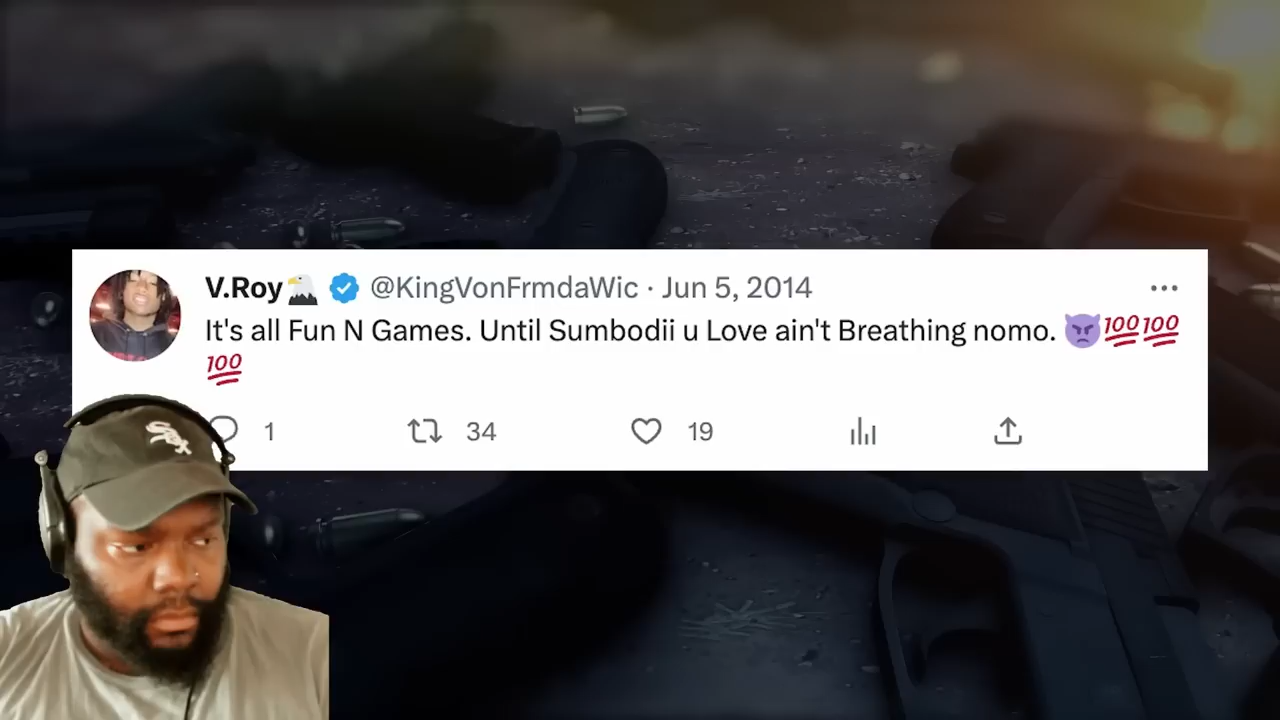 V.Roy🦅 @KingVonFrmdaWic · Jun 5, 2014
It's all Fun N Games. Until Sumbodii u Love ain't Breathing nomo. 👿💯💯
💯
1 34 19
Sox